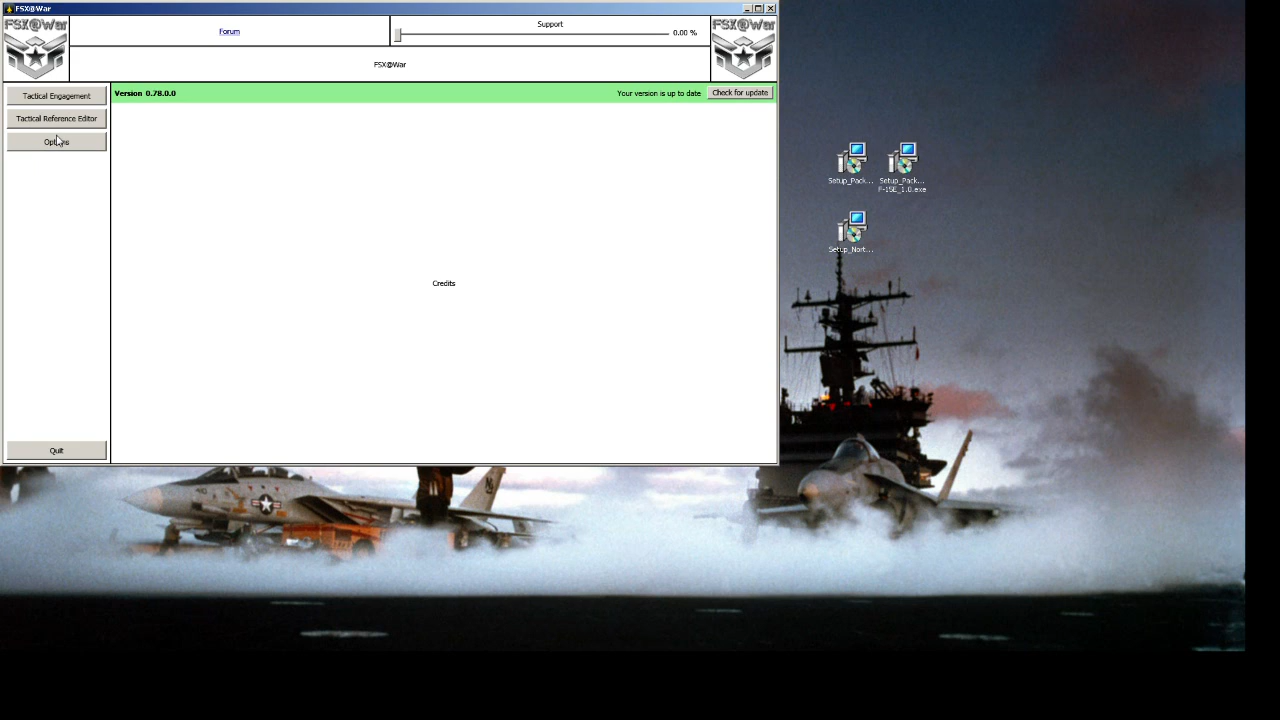 FSX@War
FSX@War
Forum
Support
0.00 %
FSX@War
FSX@War
Tactical Engagement
Version 0.78.0.0
Your version is up to date
Check for update
Tactical Reference Editor
Options
Credits
Quit
Setup_Pack...
Setup_Pack...
F-15E_1.0.exe
Setup_Nort...